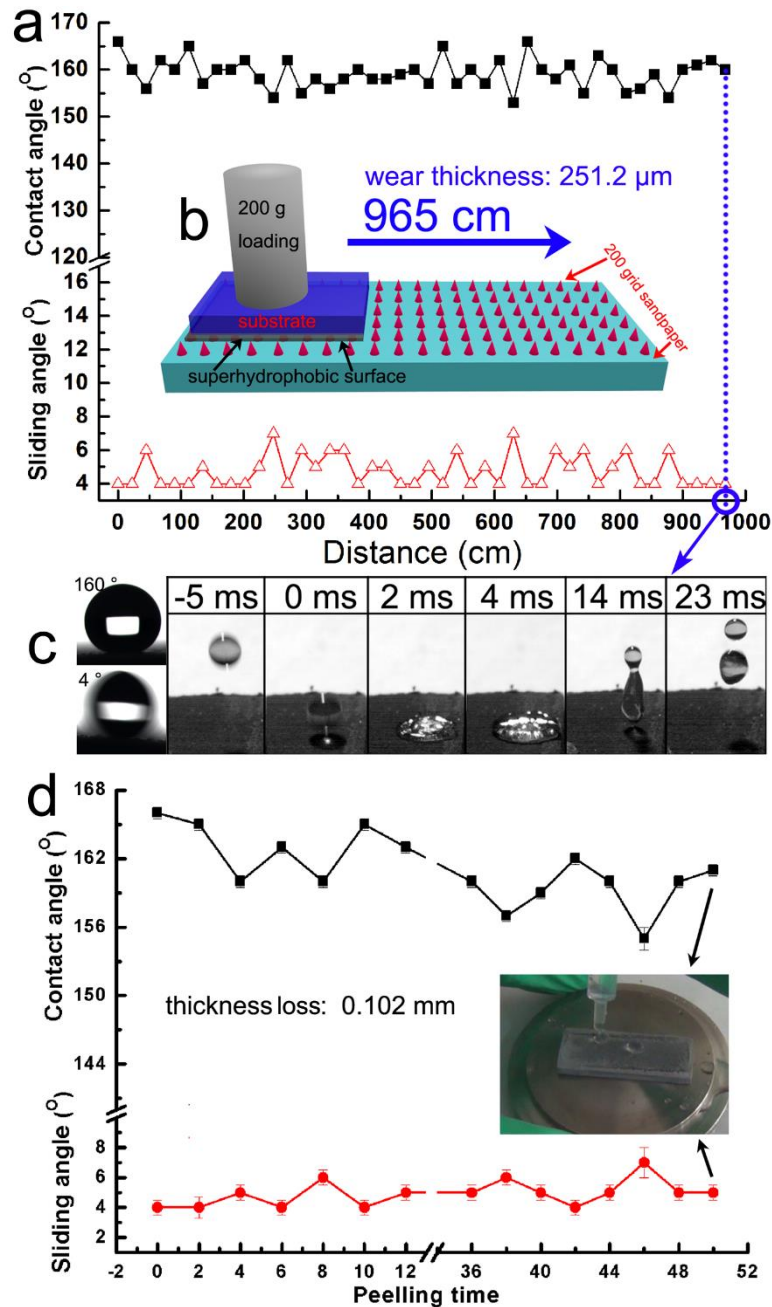 a
170
160
150
140
130
120
Contact angle (°)
wear thickness: 251.2 μm
965 cm
b
200 g
loading
substrate
superhydrophobic surface
200 grid sandpaper
16
14
12
10
8
6
4
Sliding angle (°)
0 100 200 300 400 500 600 700 800 900 1000
Distance (cm)
c
160 °
4 °
-5 ms 0 ms 2 ms 4 ms 14 ms 23 ms
d
168
162
156
150
144
Contact angle (°)
thickness loss: 0.102 mm
8
6
4
2
Sliding angle (°)
-2 0 2 4 6 8 10 12 36 40 44 48 52
Peelling time